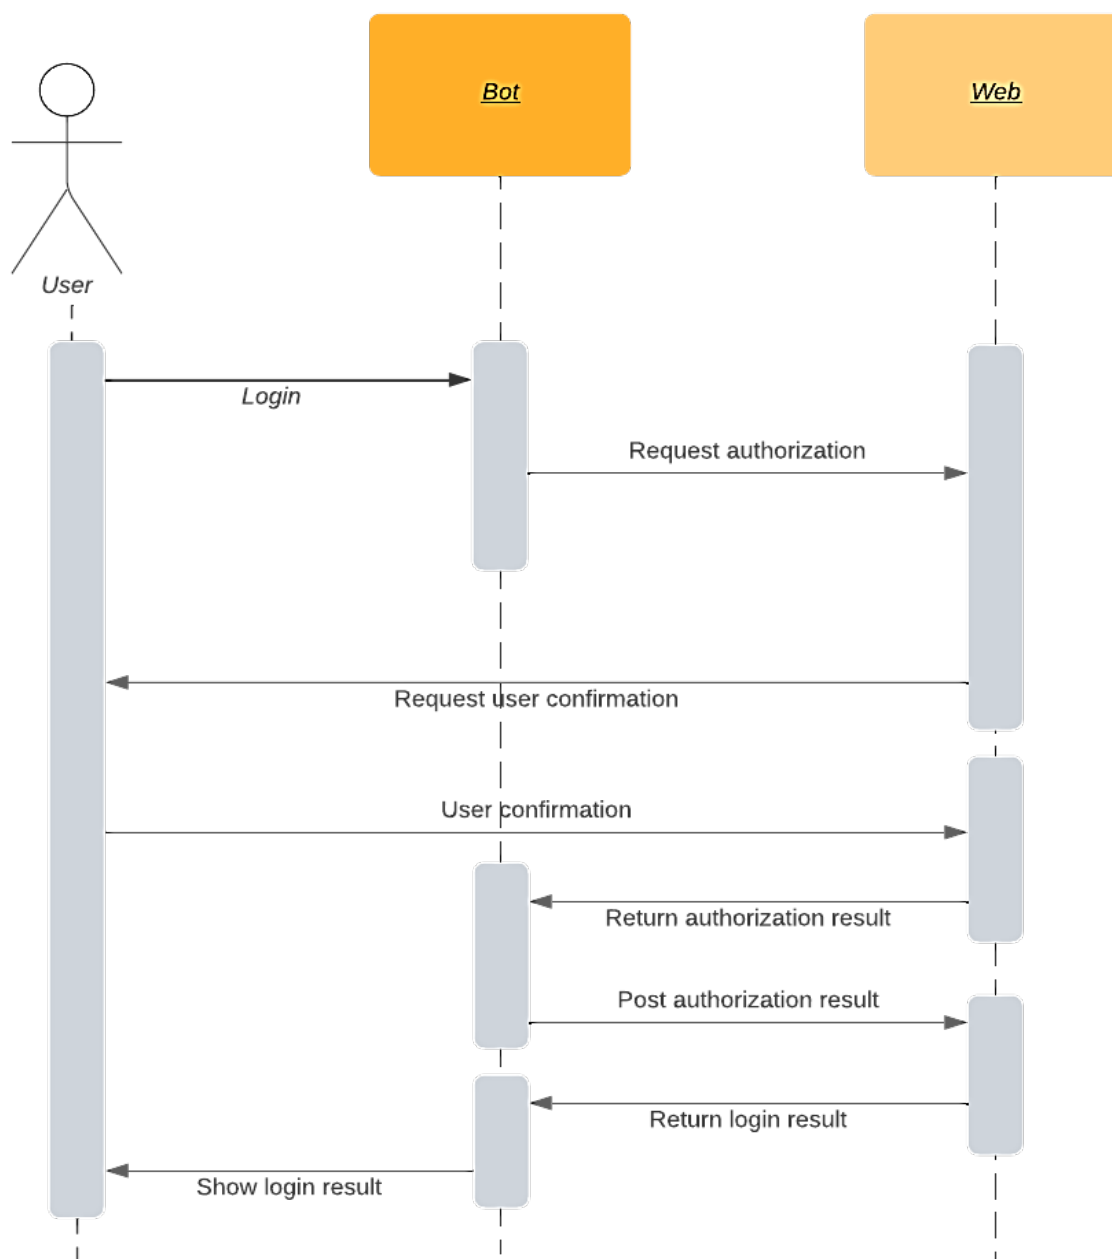 Bot
Web
User
Login
Request authorization
Request user confirmation
User confirmation
Return authorization result
Post authorization result
Return login result
Show login result